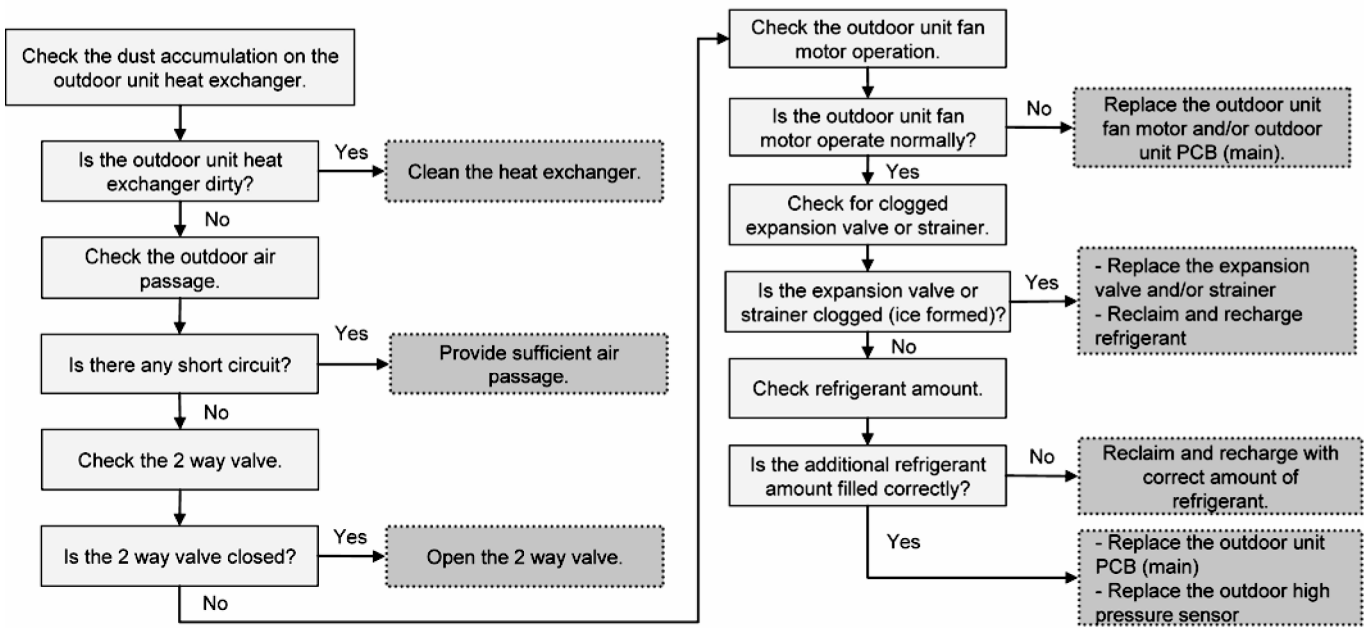 Check the dust accumulation on the
outdoor unit heat exchanger.
Is the outdoor unit heat
exchanger dirty?
Yes
Clean the heat exchanger.
No
Check the outdoor air
passage.
Is there any short circuit?
Yes
Provide sufficient air
passage.
No
Check the 2 way valve.
Is the 2 way valve closed?
Yes
Open the 2 way valve.
No
Check the outdoor unit fan
motor operation.
Is the outdoor unit fan
motor operate normally?
No
Replace the outdoor unit
fan motor and/or outdoor
unit PCB (main).
Yes
Check for clogged
expansion valve or strainer.
Is the expansion valve or
strainer clogged (ice formed)?
Yes
- Replace the expansion
valve and/or strainer
- Reclaim and recharge
refrigerant
No
Check refrigerant amount.
Is the additional refrigerant
amount filled correctly?
No
Reclaim and recharge with
correct amount of
refrigerant.
Yes
- Replace the outdoor unit
PCB (main)
- Replace the outdoor high
pressure sensor